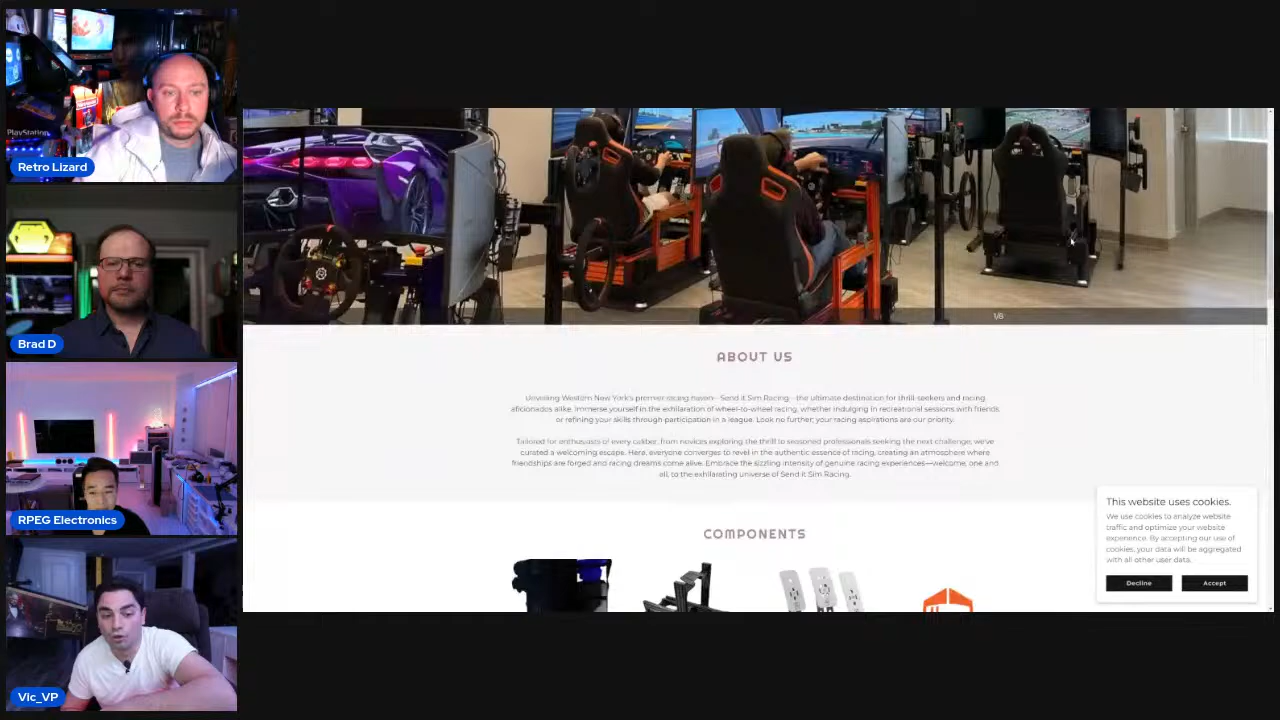 PlayStation
Retro Lizard
Brad D
RPEG Electronics
Vic_VP
1/8
ABOUT US
Unveiling Western New York's premier racing haven - Send it Sim Racing - the ultimate destination for thrill-seekers and racing
aficionados alike. Immerse yourself in the exhilaration of wheel-to-wheel racing, whether indulging in recreational sessions with friends
or refining your skills through participation in a league. Look no further; your racing aspirations are our priority.
Tailored for enthusiasts of every caliber, from novices exploring the thrill to seasoned professionals seeking the next challenge, we've
curated a welcoming escape. Here, everyone converges to revel in the authentic essence of racing, creating an atmosphere where
friendships are forged and racing dreams come alive. Embrace the sizzling intensity of genuine racing experiences—welcome, one and
all, to the exhilarating universe of Send it Sim Racing.
COMPONENTS
This website uses cookies.
We use cookies to analyze website
traffic and optimize your website
experience. By accepting our use of
cookies, your data will be aggregated
with all other user data.
Decline
Accept